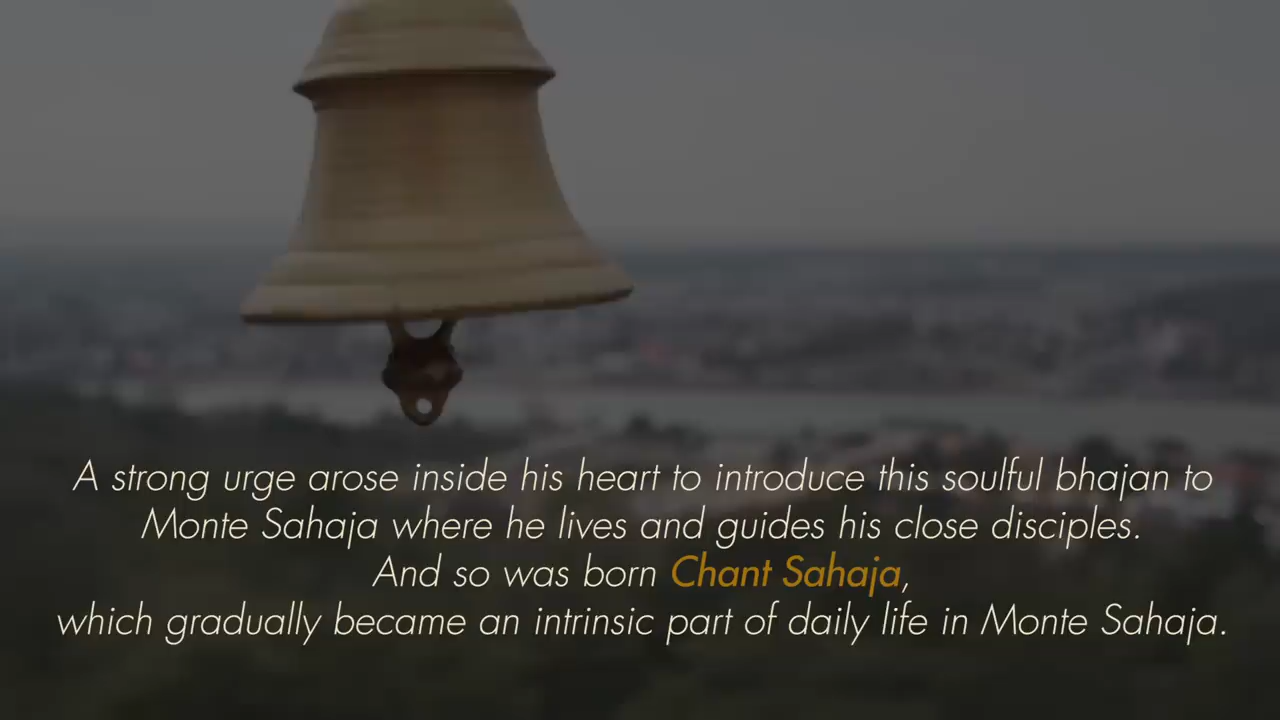 A strong urge arose inside his heart to introduce this soulful bhajan to
Monte Sahaja where he lives and guides his close disciples.
And so was born Chant Sahaja,
which gradually became an intrinsic part of daily life in Monte Sahaja.